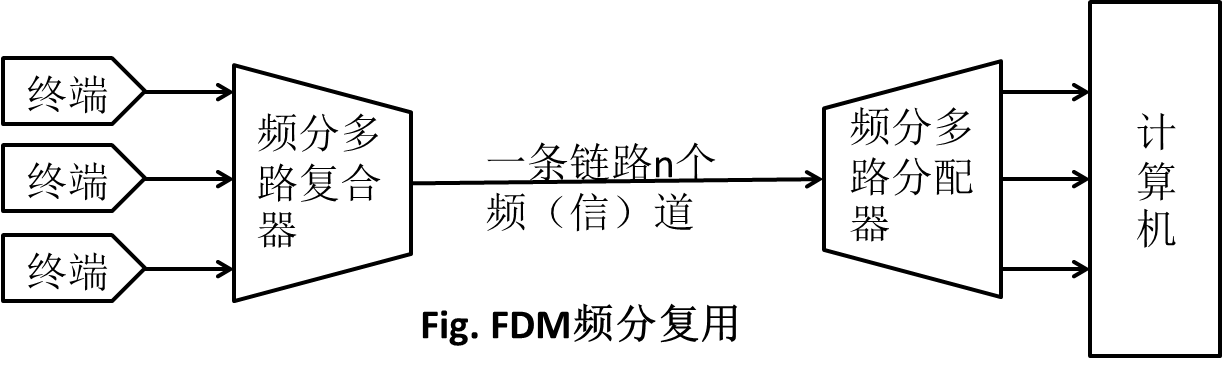 终端
终端
终端
频分多
路复合
器
一条链路n个
频（信）道
频分多
路分配
器
计
算
机
Fig. FDM频分复用